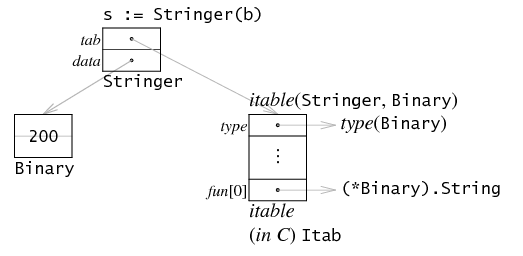 s := Stringer(b)
tab
data
Stringer
itable(Stringer, Binary)
type
type(Binary)
200
Binary
⋮
fun[0]
(*Binary).String
itable
(in C) Itab